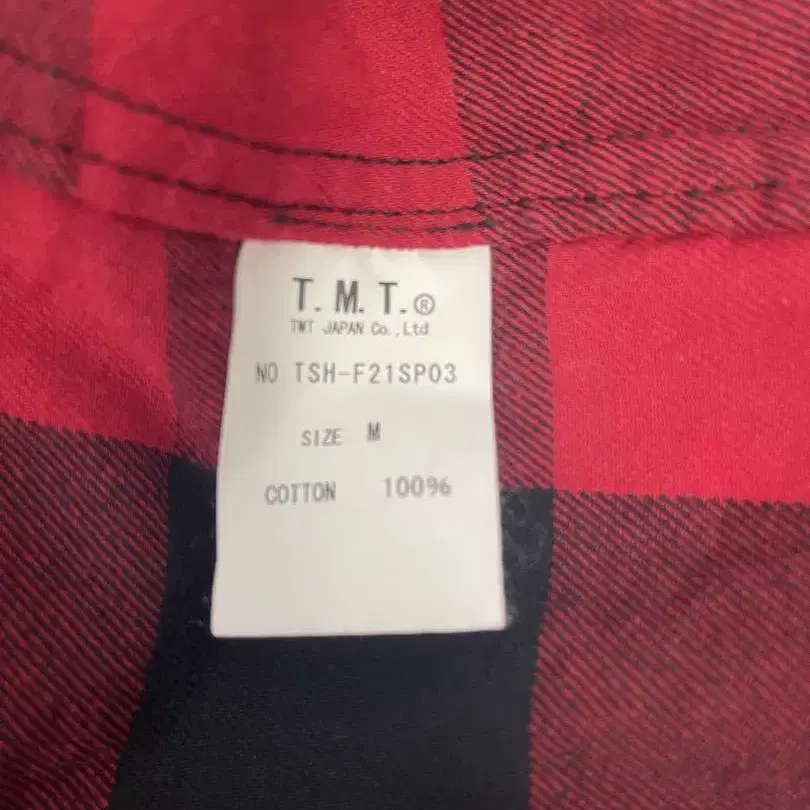 T.M.T.®
TMT JAPAN Co.,Ltd
NO TSH-F21SP03
SIZE M
COTTON 100%